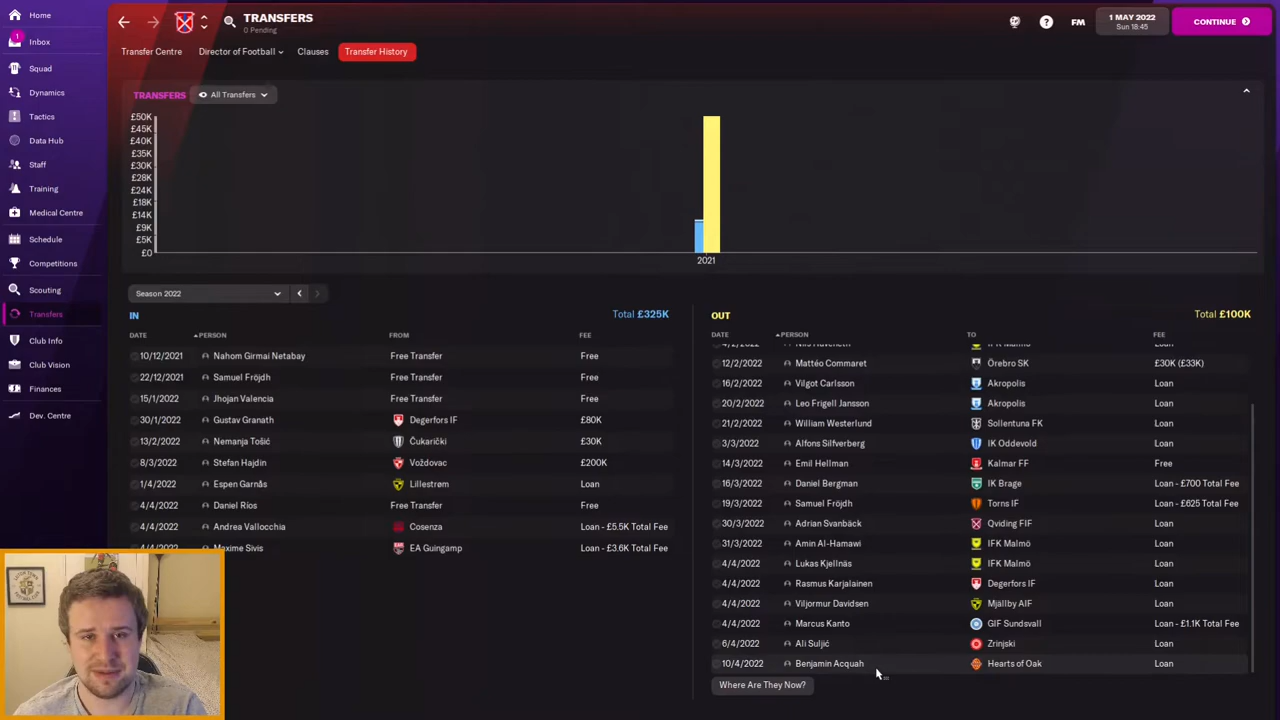 Home
TRANSFERS
0 Pending
FM
1 MAY 2022
Sun 18:45
CONTINUE
1
Inbox
Transfer Centre
Director of Football
Clauses
Transfer History
Squad
Dynamics
Tactics
Data Hub
Staff
Training
Medical Centre
Schedule
Competitions
Scouting
Transfers
Club Info
Club Vision
Finances
Dev. Centre
TRANSFERS All Transfers
£50K
£45K
£40K
£35K
£30K
£28K
£24K
£18K
£14K
£9K
£5K
£0
2021
Season 2022
IN Total £325K
DATE PERSON FROM FEE
10/12/2021 Nahom Girmai Netabay Free Transfer Free
22/12/2021 Samuel Fröjdh Free Transfer Free
15/1/2022 Jhojan Valencia Free Transfer Free
30/1/2022 Gustav Granath Degerfors IF £80K
13/2/2022 Nemanja Tošić Čukarički £30K
8/3/2022 Stefan Hajdin Voždovac £200K
1/4/2022 Espen Garnås Lillestrøm Loan
4/4/2022 Daniel Ríos Free Transfer Free
4/4/2022 Andrea Vallocchia Cosenza Loan - £5.5K Total Fee
4/4/2022 Maxime Sivis EA Guingamp Loan - £3.6K Total Fee
OUT Total £100K
DATE PERSON TO FEE
12/2/2022 Mattéo Commaret Örebro SK £30K (£33K)
16/2/2022 Vilgot Carlsson Akropolis Loan
20/2/2022 Leo Frigell Jansson Akropolis Loan
21/2/2022 William Westerlund Sollentuna FK Loan
3/3/2022 Alfons Silfverberg IK Oddevold Loan
14/3/2022 Emil Hellman Kalmar FF Free
16/3/2022 Daniel Bergman IK Brage Loan - £700 Total Fee
19/3/2022 Samuel Fröjdh Torns IF Loan - £625 Total Fee
30/3/2022 Adrian Svanbäck Qviding FIF Loan
31/3/2022 Amin Al-Hamawi IFK Malmö Loan
4/4/2022 Lukas Kjellnäs IFK Malmö Loan
4/4/2022 Rasmus Karjalainen Degerfors IF Loan
4/4/2022 Viljormur Davidsen Mjällby AIF Loan
4/4/2022 Marcus Kanto GIF Sundsvall Loan - £1.1K Total Fee
6/4/2022 Ali Suljić Zrinjski Loan
10/4/2022 Benjamin Acquah Hearts of Oak Loan
Where Are They Now?